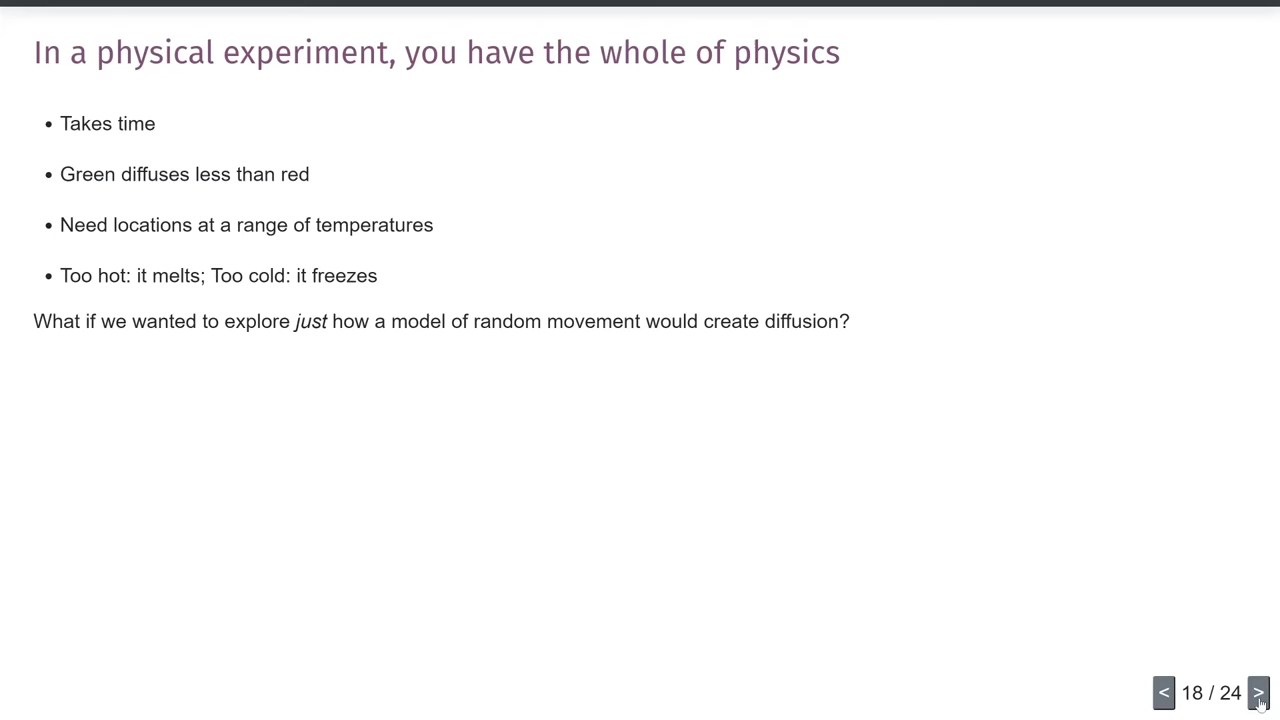 In a physical experiment, you have the whole of physics
• Takes time
• Green diffuses less than red
• Need locations at a range of temperatures
• Too hot: it melts; Too cold: it freezes
What if we wanted to explore just how a model of random movement would create diffusion?
< 18 / 24 >